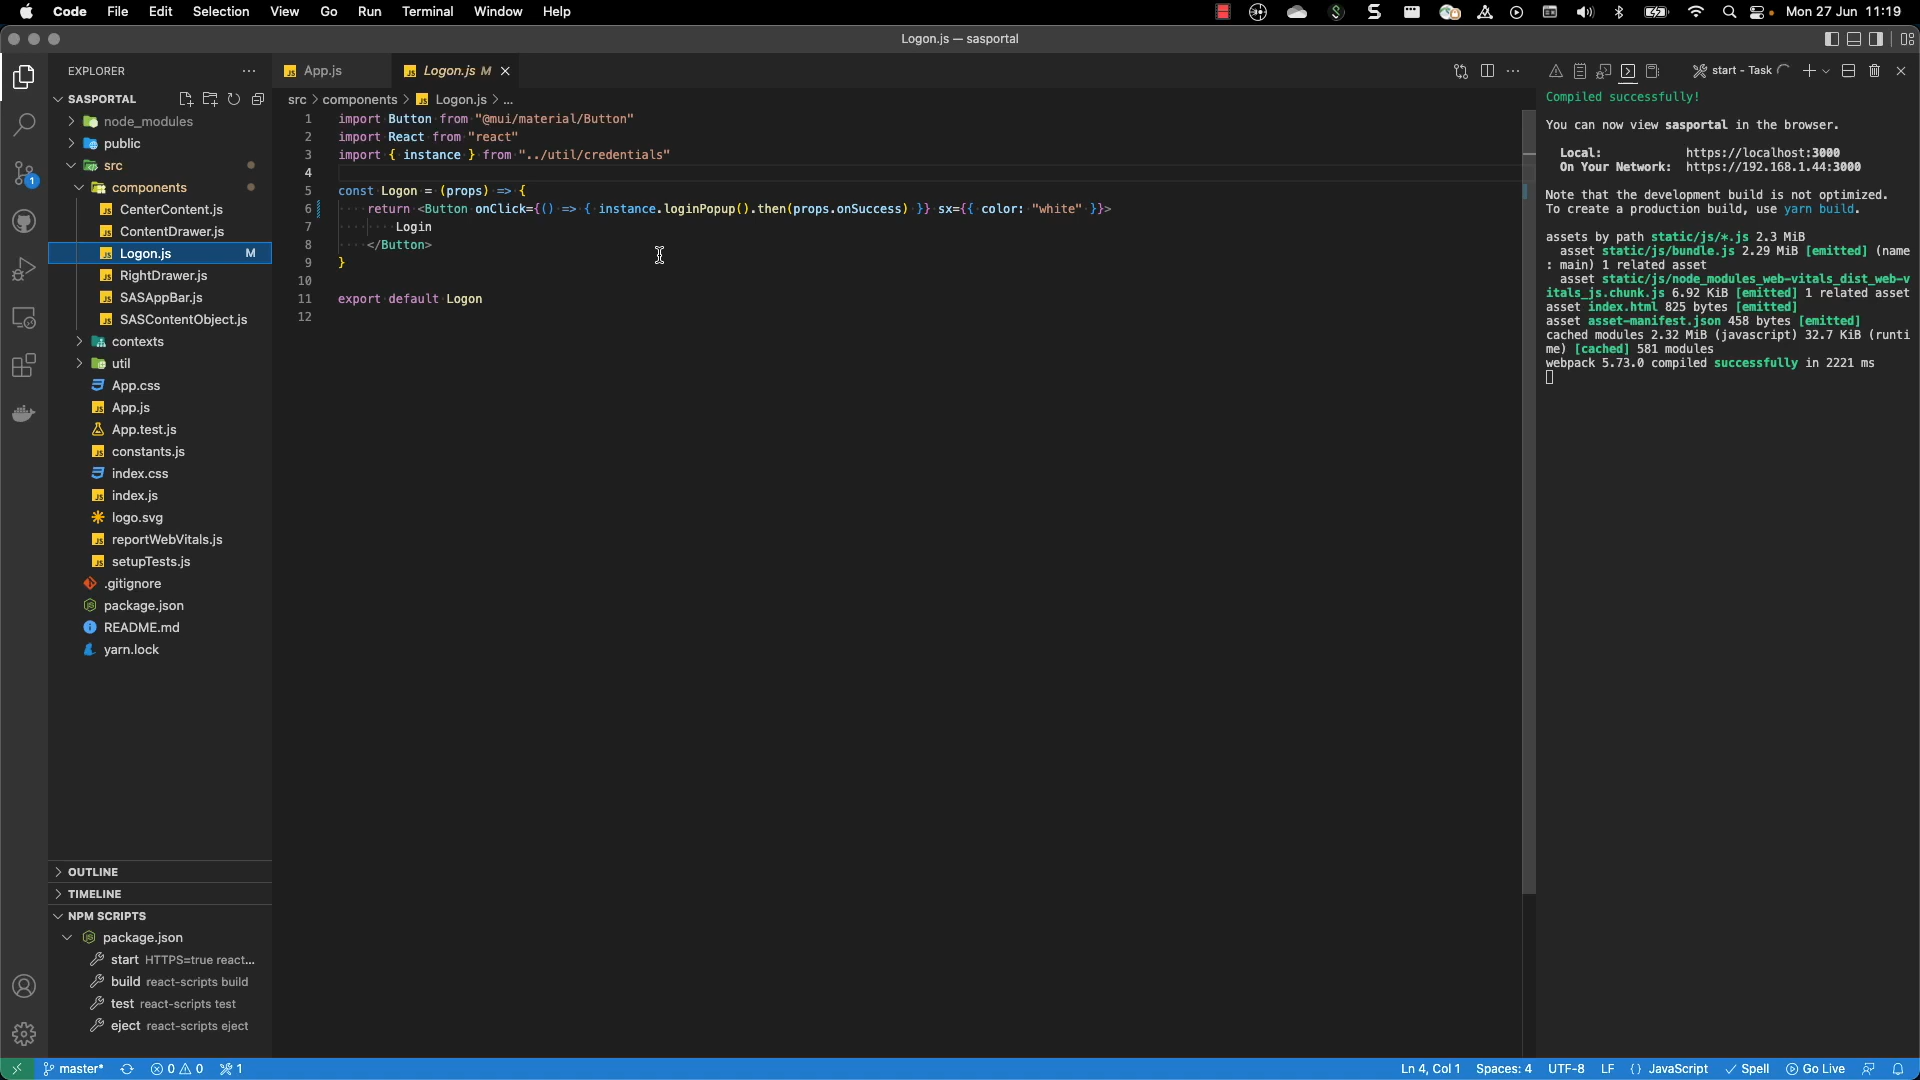 Code File Edit Selection View Go Run Terminal Window Help
Mon 27 Jun 11:19
Logon.js — sasportal
EXPLORER
SASPORTAL
node_modules
public
src
components
CenterContent.js
ContentDrawer.js
Logon.js M
RightDrawer.js
SASAppBar.js
SASContentObject.js
contexts
util
App.css
App.js
App.test.js
constants.js
index.css
index.js
logo.svg
reportWebVitals.js
setupTests.js
.gitignore
package.json
README.md
yarn.lock
OUTLINE
TIMELINE
NPM SCRIPTS
package.json
start HTTPS=true react...
build react-scripts build
test react-scripts test
eject react-scripts eject
App.js
Logon.js M
src > components > Logon.js > ...
1 import Button from "@mui/material/Button"
2 import React from "react"
3 import { instance } from "../util/credentials"
4
5 const Logon = (props) => {
6 return <Button onClick={() => { instance.loginPopup().then(props.onSuccess) }} sx={{ color: "white" }}>
7 Login
8 </Button>
9 }
10
11 export default Logon
12
start - Task
Compiled successfully!
You can now view sasportal in the browser.
Local: https://localhost:3000
On Your Network: https://192.168.1.44:3000
Note that the development build is not optimized.
To create a production build, use yarn build.
assets by path static/js/*.js 2.3 MiB
asset static/js/bundle.js 2.29 MiB [emitted] (name
: main) 1 related asset
asset static/js/node_modules_web-vitals_dist_web-v
itals_js.chunk.js 6.92 KiB [emitted] 1 related asset
asset index.html 825 bytes [emitted]
asset asset-manifest.json 458 bytes [emitted]
cached modules 2.32 MiB (javascript) 32.7 KiB (runti
me) [cached] 581 modules
webpack 5.73.0 compiled successfully in 2221 ms
master* 0 0 1
Ln 4, Col 1 Spaces: 4 UTF-8 LF {} JavaScript Spell Go Live